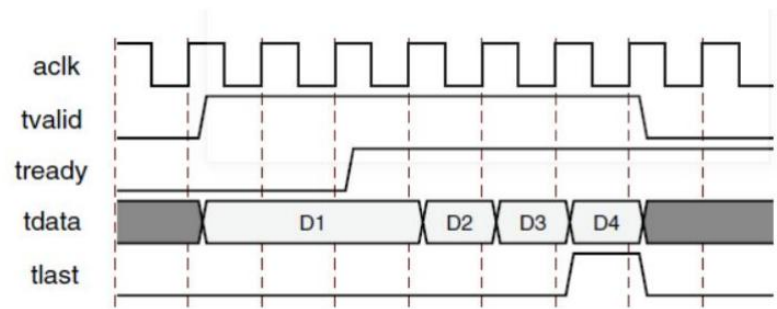 aclk
tvalid
tready
tdata D1 D2 D3 D4
tlast